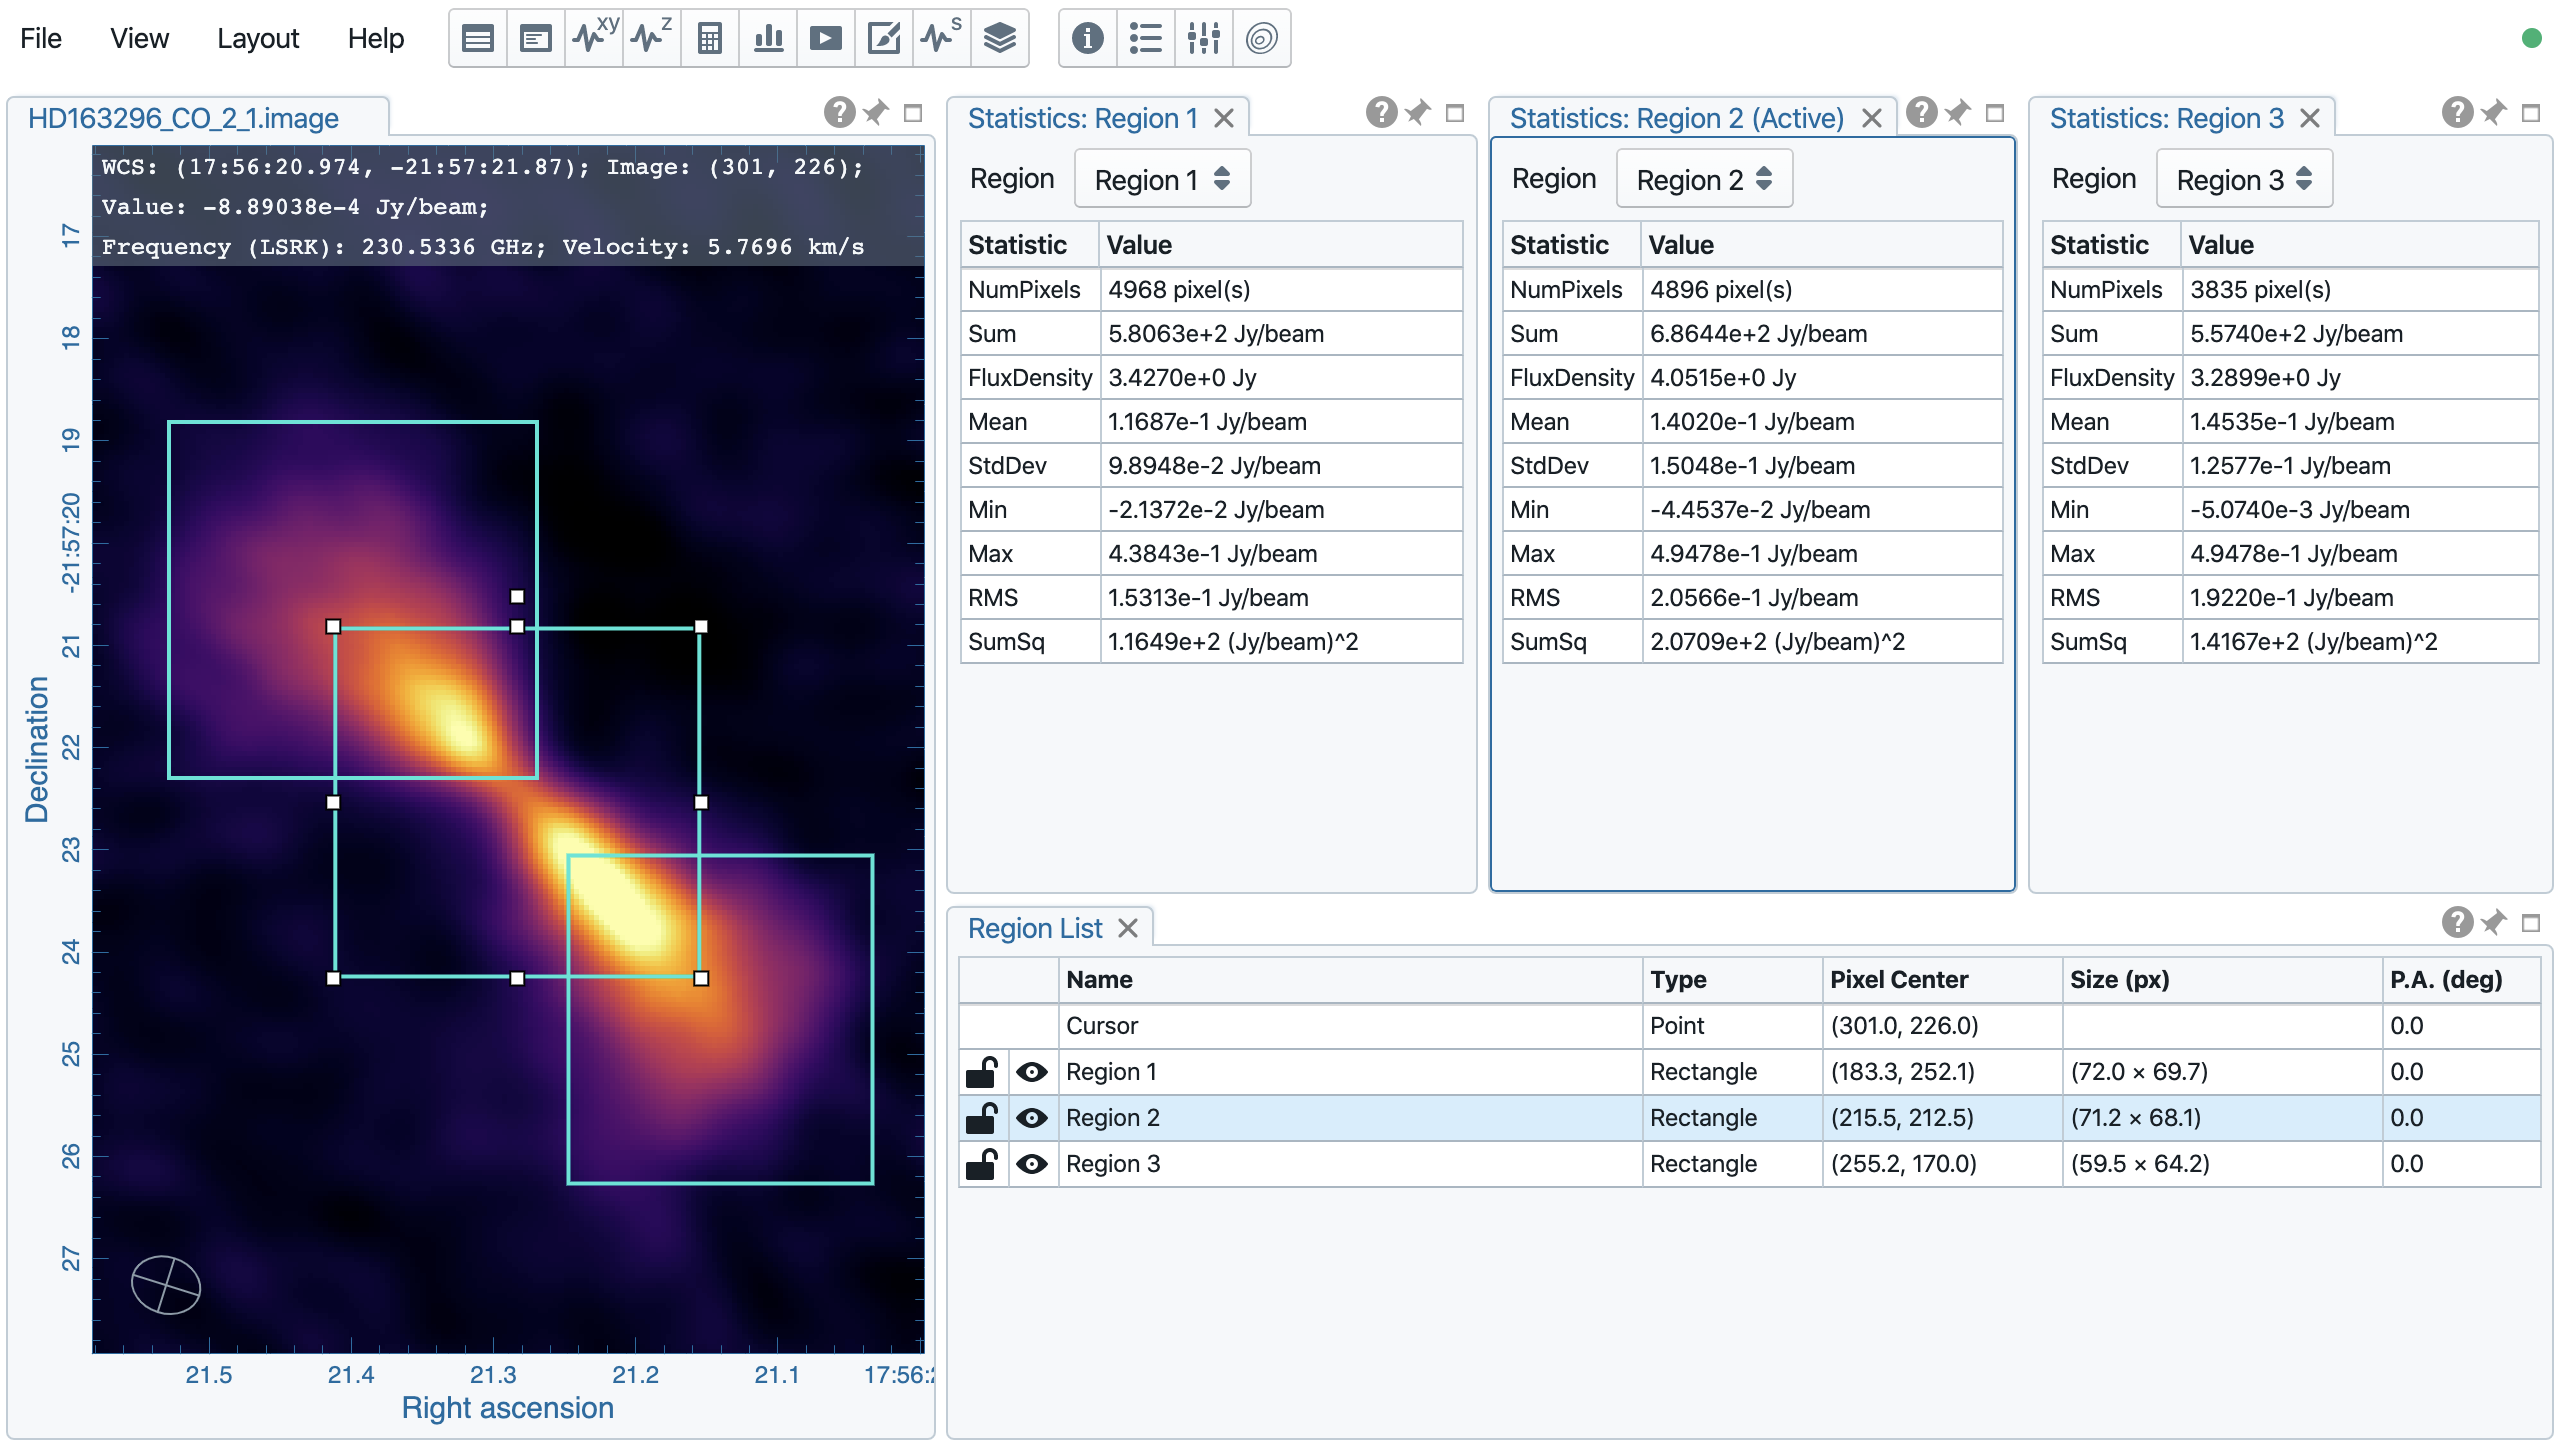 File View Layout Help
xy z s
HD163296_CO_2_1.image
WCS: (17:56:20.974, -21:57:21.87); Image: (301, 226);
Value: -8.89038e-4 Jy/beam;
Frequency (LSRK): 230.5336 GHz; Velocity: 5.7696 km/s
17
18
19
-21:57:20
21
22
23
24
25
26
27
Declination
21.5 21.4 21.3 21.2 21.1 17:56:
Right ascension
Statistics: Region 1
Region Region 1
Statistic Value
NumPixels 4968 pixel(s)
Sum 5.8063e+2 Jy/beam
FluxDensity 3.4270e+0 Jy
Mean 1.1687e-1 Jy/beam
StdDev 9.8948e-2 Jy/beam
Min -2.1372e-2 Jy/beam
Max 4.3843e-1 Jy/beam
RMS 1.5313e-1 Jy/beam
SumSq 1.1649e+2 (Jy/beam)^2
Statistics: Region 2 (Active)
Region Region 2
Statistic Value
NumPixels 4896 pixel(s)
Sum 6.8644e+2 Jy/beam
FluxDensity 4.0515e+0 Jy
Mean 1.4020e-1 Jy/beam
StdDev 1.5048e-1 Jy/beam
Min -4.4537e-2 Jy/beam
Max 4.9478e-1 Jy/beam
RMS 2.0566e-1 Jy/beam
SumSq 2.0709e+2 (Jy/beam)^2
Statistics: Region 3
Region Region 3
Statistic Value
NumPixels 3835 pixel(s)
Sum 5.5740e+2 Jy/beam
FluxDensity 3.2899e+0 Jy
Mean 1.4535e-1 Jy/beam
StdDev 1.2577e-1 Jy/beam
Min -5.0740e-3 Jy/beam
Max 4.9478e-1 Jy/beam
RMS 1.9220e-1 Jy/beam
SumSq 1.4167e+2 (Jy/beam)^2
Region List
Name Type Pixel Center Size (px) P.A. (deg)
Cursor Point (301.0, 226.0) 0.0
Region 1 Rectangle (183.3, 252.1) (72.0 × 69.7) 0.0
Region 2 Rectangle (215.5, 212.5) (71.2 × 68.1) 0.0
Region 3 Rectangle (255.2, 170.0) (59.5 × 64.2) 0.0